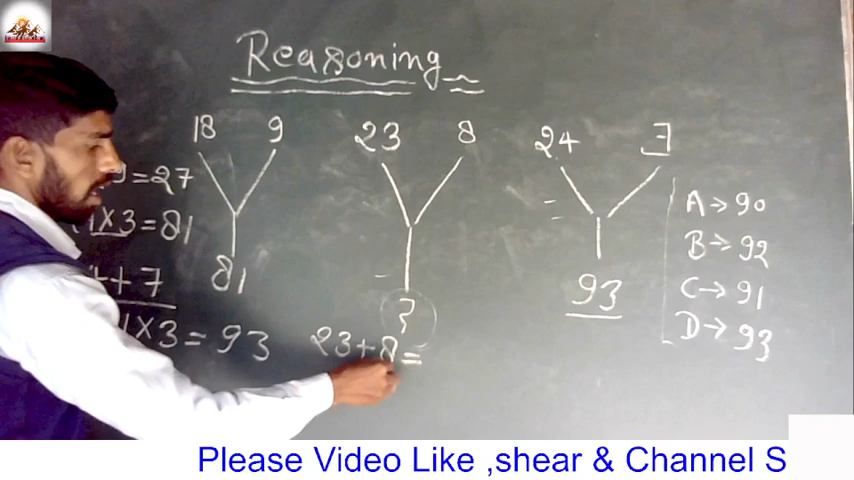 Reasoning
18 9 23 8 24 7
9=27
1X3=81
81 ? 93
+7
1X3=93
23+8=
A→90
B→92
C→91
D→93
Please Video Like ,shear & Channel S